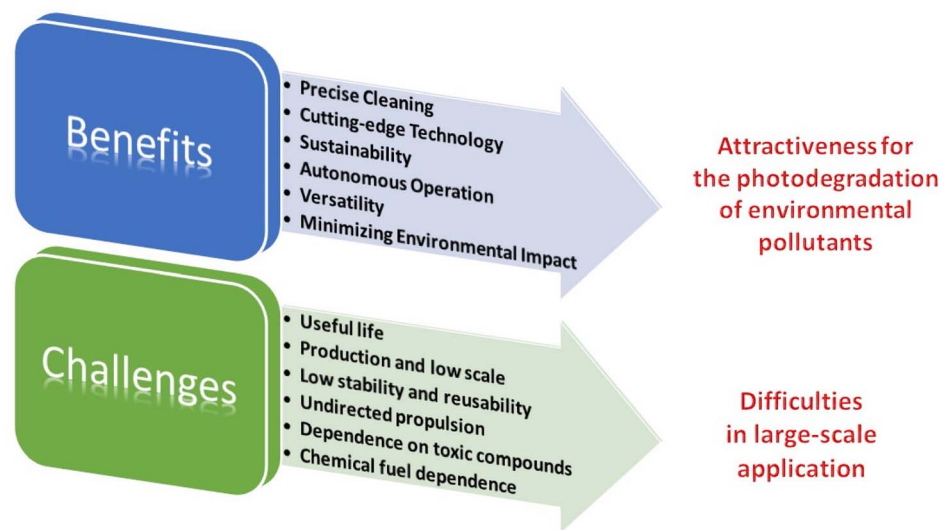 Benefits
• Precise Cleaning
• Cutting-edge Technology
• Sustainability
• Autonomous Operation
• Versatility
• Minimizing Environmental Impact
Attractiveness for
the photodegradation
of environmental
pollutants
Challenges
• Useful life
• Production and low scale
• Low stability and reusability
• Undirected propulsion
• Dependence on toxic compounds
• Chemical fuel dependence
Difficulties
in large-scale
application